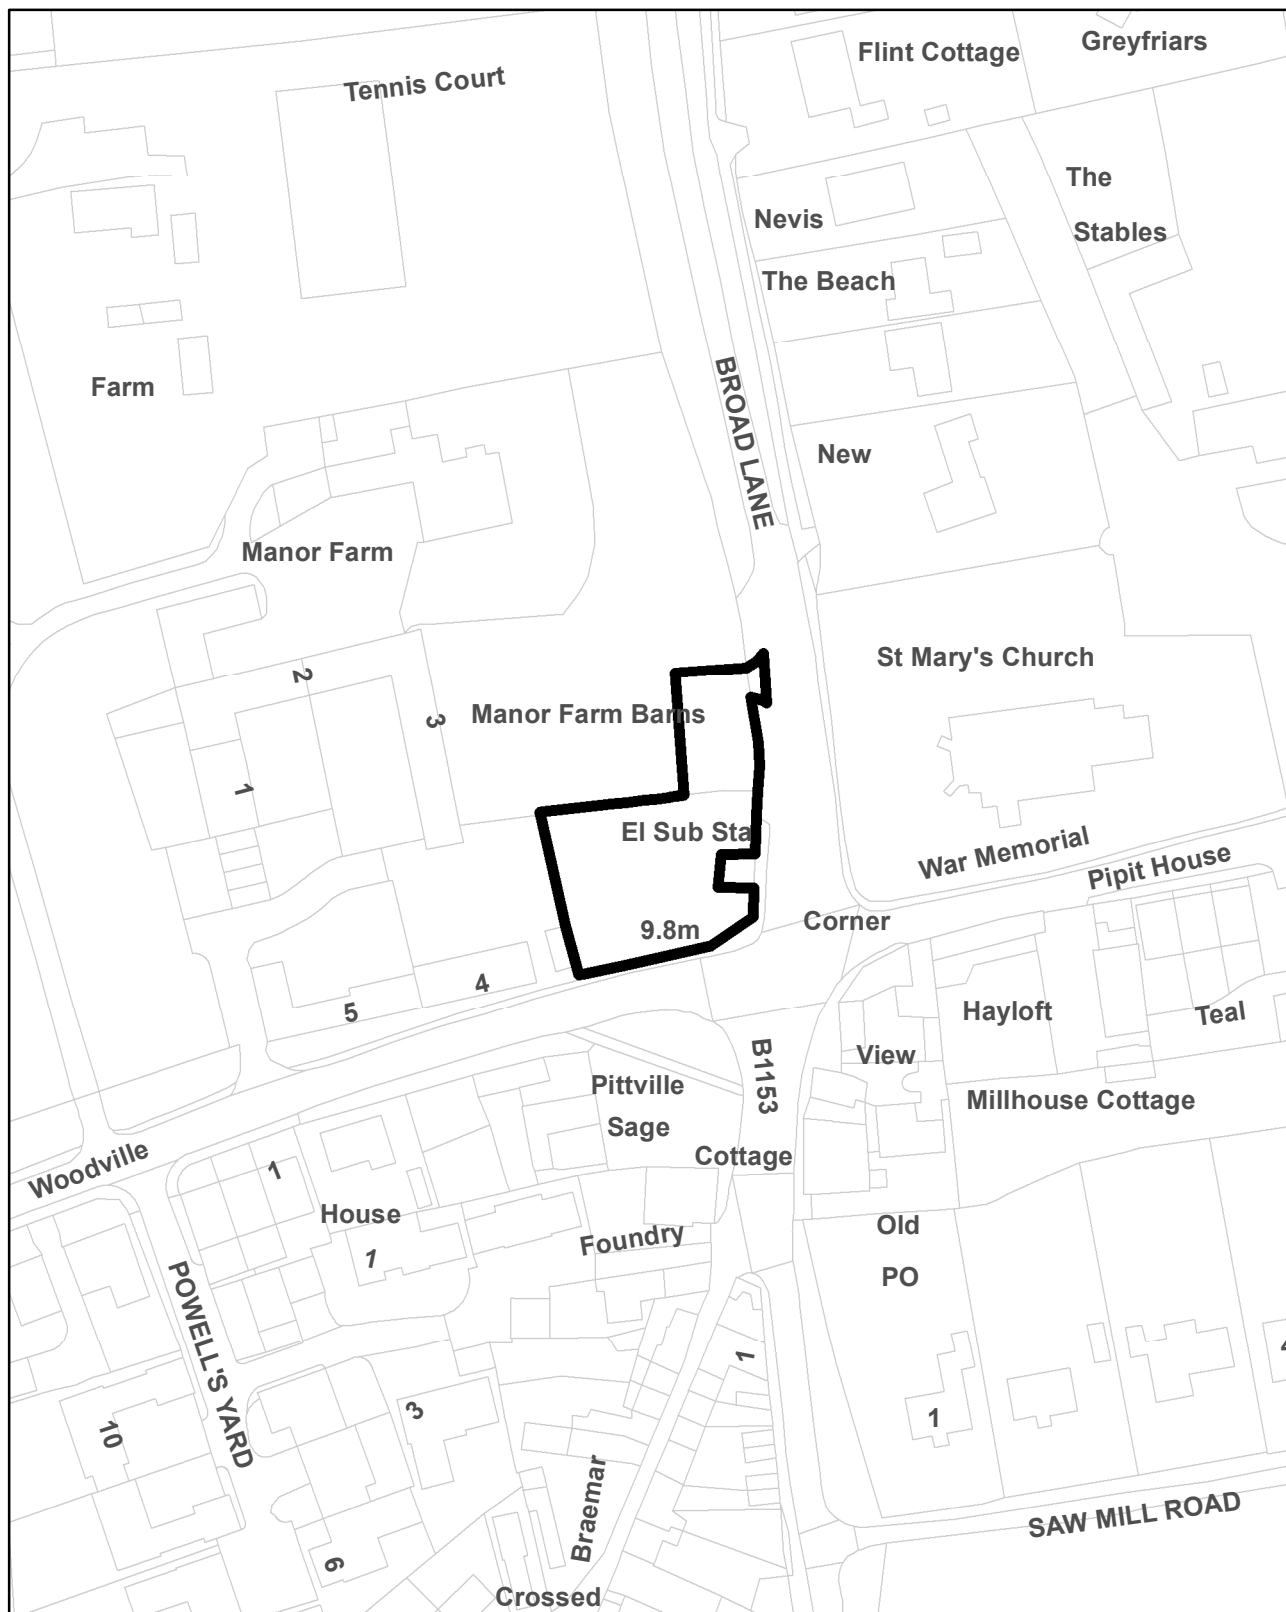 Flint Cottage
Greyfriars
Tennis Court
The
Stables
Nevis
The Beach
Farm
BROAD LANE
New
Manor Farm
St Mary's Church
2
3
Manor Farm Barns
1
El Sub Sta
War Memorial
Pipit House
9.8m
Corner
4
5
Hayloft
Teal
View
B1153
Pittville
Sage
Millhouse Cottage
Cottage
Woodville
1
House
1
Foundry
Old
PO
POWELL'S YARD
1
4
3
1
10
Braemar
SAW MILL ROAD
6
Crossed